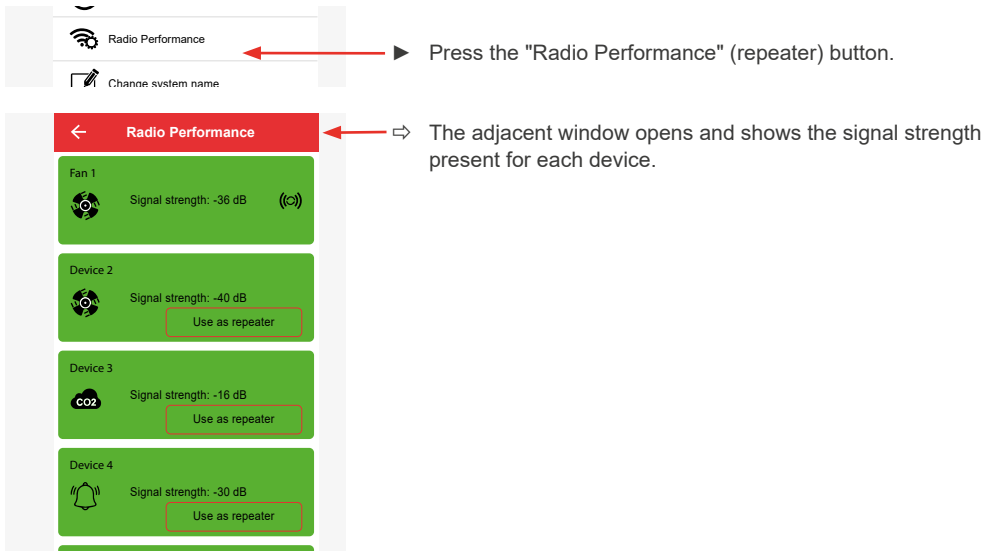 Radio Performance
► Press the "Radio Performance" (repeater) button.
Change system name
Radio Performance
⇨ The adjacent window opens and shows the signal strength
present for each device.
Fan 1
Signal strength: -36 dB
Device 2
Signal strength: -40 dB
Use as repeater
Device 3
CO2
Signal strength: -16 dB
Use as repeater
Device 4
Signal strength: -30 dB
Use as repeater